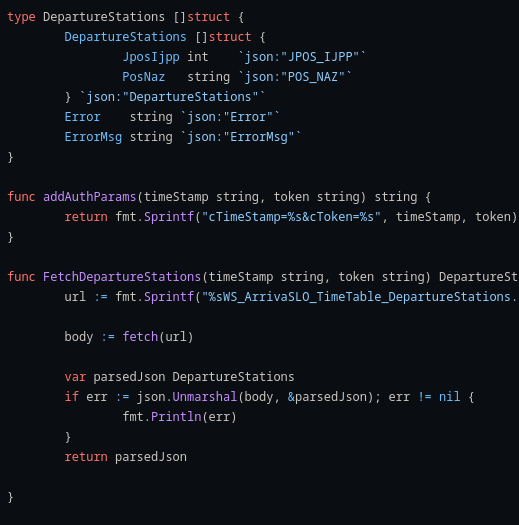 type DepartureStations []struct {
        DepartureStations []struct {
                JposIjpp int    `json:"JPOS_IJPP"`
                PosNaz   string `json:"POS_NAZ"`
        } `json:"DepartureStations"`
        Error    string `json:"Error"`
        ErrorMsg string `json:"ErrorMsg"`
}

func addAuthParams(timeStamp string, token string) string {
        return fmt.Sprintf("cTimeStamp=%s&cToken=%s", timeStamp, token)
}

func FetchDepartureStations(timeStamp string, token string) DepartureSt
        url := fmt.Sprintf("%sWS_ArrivaSLO_TimeTable_DepartureStations.

        body := fetch(url)

        var parsedJson DepartureStations
        if err := json.Unmarshal(body, &parsedJson); err != nil {
                fmt.Println(err)
        }
        return parsedJson

}